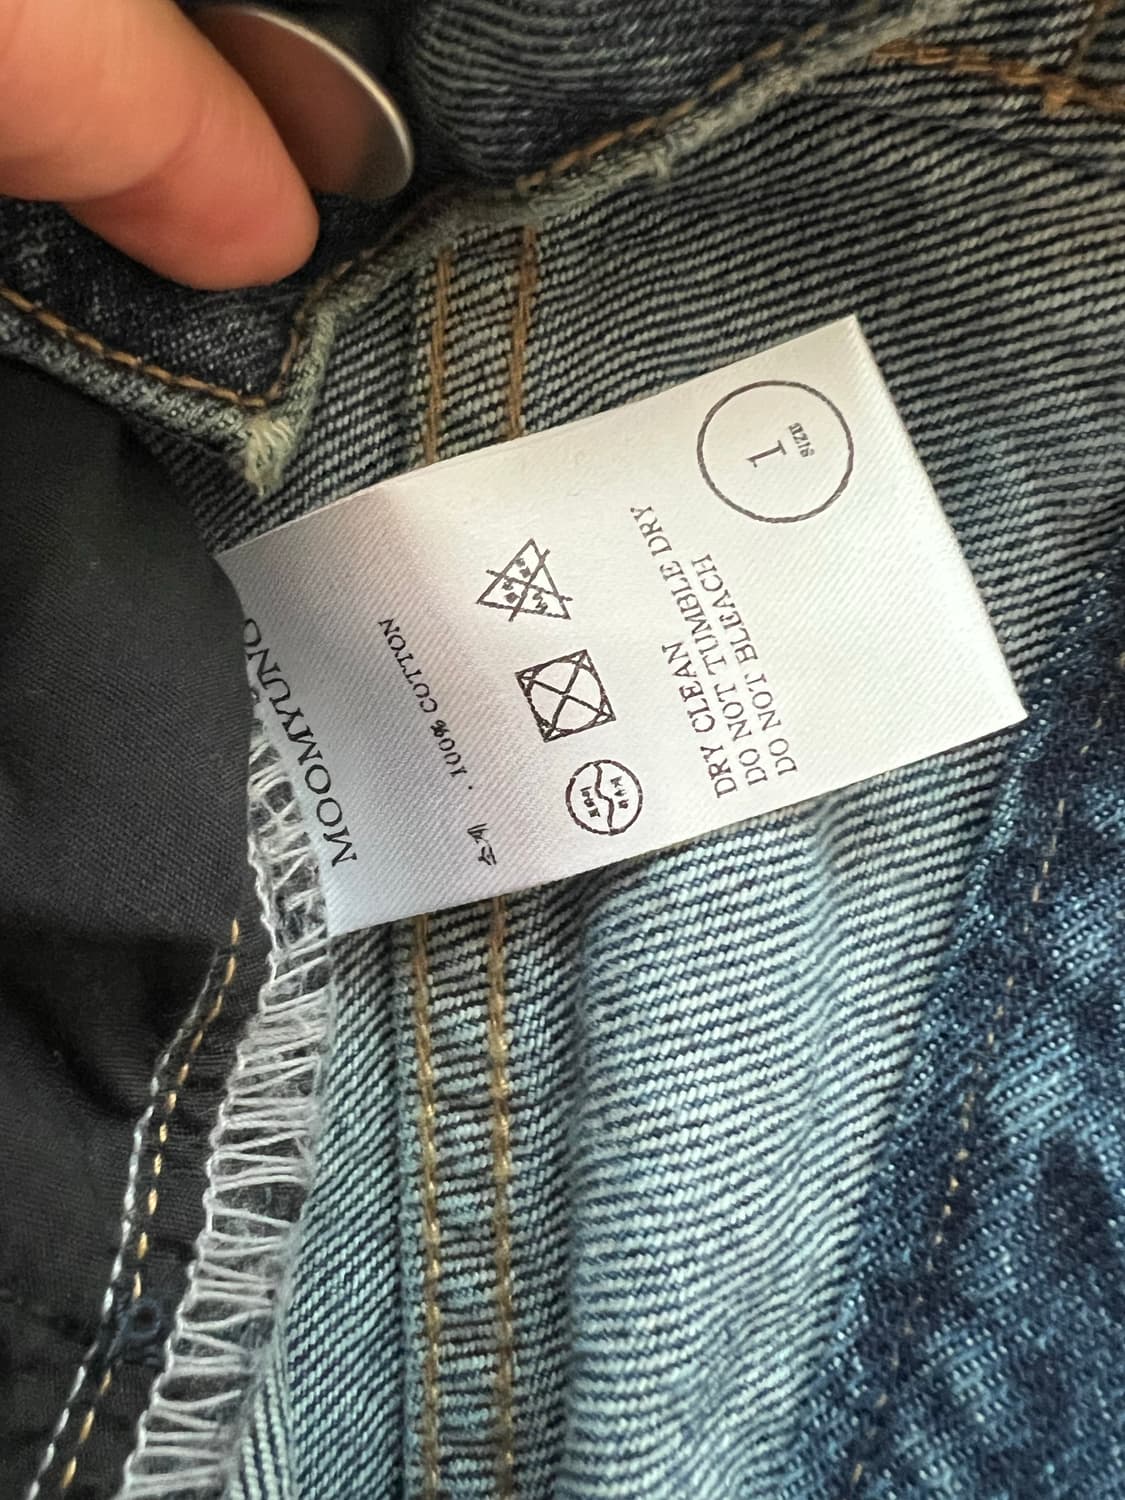 MOOMYUNG
소재 · 100% COTTON
DRY CLEAN
DO NOT TUMBLE DRY
DO NOT BLEACH
SIZE
1